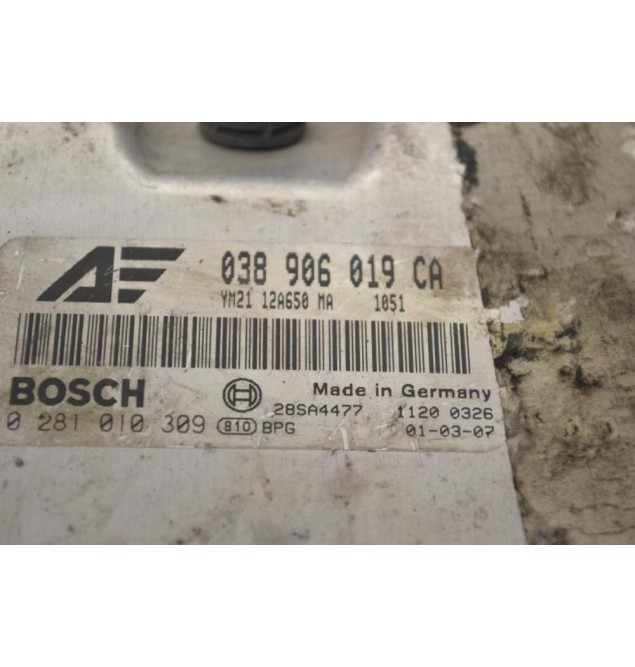 AF 038 906 019 CA
YM21 12A650 MA 1051
BOSCH Made in Germany
28SA4477 1120 0326
0 281 010 309 810 BPG 01-03-07